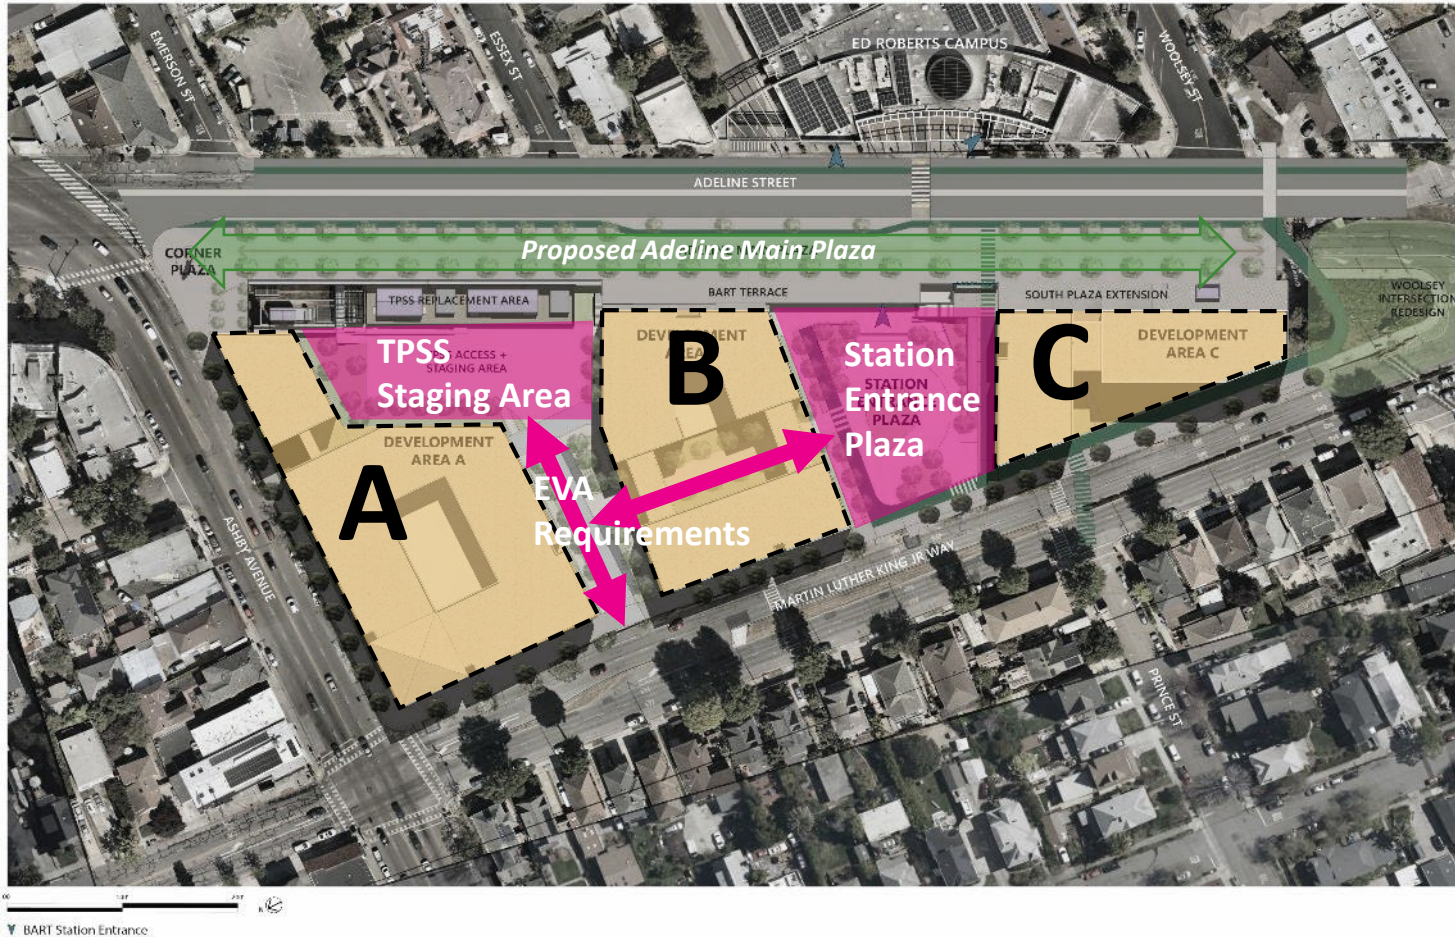 EMERSON ST
ESSEX ST
ED ROBERTS CAMPUS
WOOLSEY ST
ADELINE STREET
CORNER
PLAZA
Proposed Adeline Main Plaza
TPSS REPLACEMENT AREA
BART TERRACE
SOUTH PLAZA EXTENSION
WOOLSEY
INTERSECTION
REDESIGN
TPSS
Staging Area
ACCESS +
STAGING AREA
DEVELOPMENT
AREA
B
Station
Entrance
Plaza
STATION
PLAZA
C
DEVELOPMENT
AREA C
DEVELOPMENT
AREA A
A
EVA
Requirements
ASHBY AVENUE
MARTIN LUTHER KING JR WAY
PRINCE ST
N
BART Station Entrance